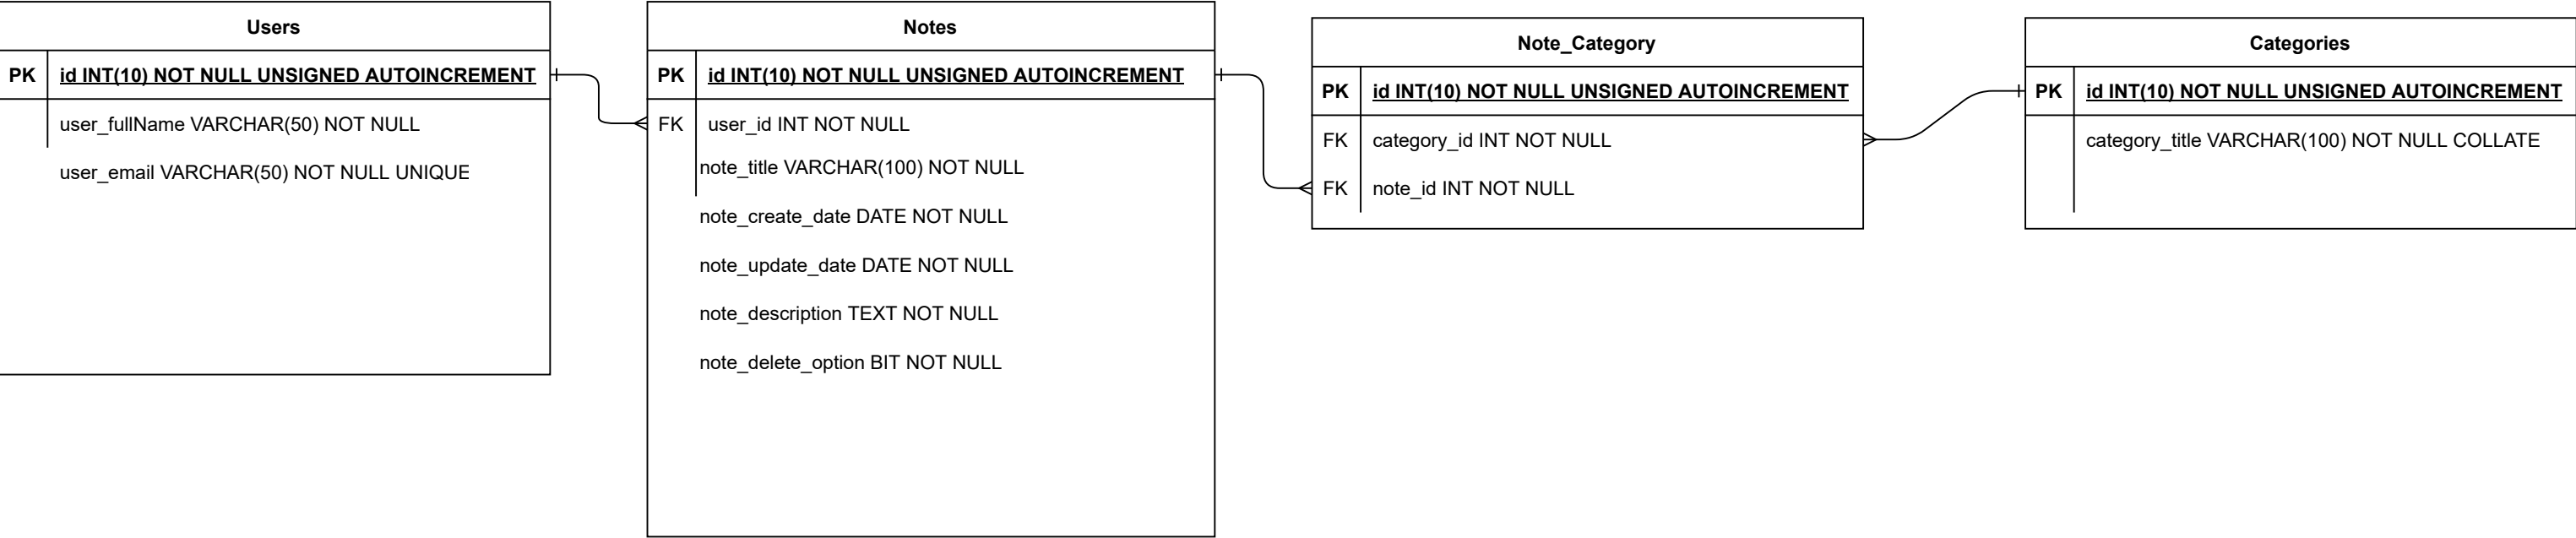 Users
PK id INT(10) NOT NULL UNSIGNED AUTOINCREMENT
user_fullName VARCHAR(50) NOT NULL
user_email VARCHAR(50) NOT NULL UNIQUE
Notes
PK id INT(10) NOT NULL UNSIGNED AUTOINCREMENT
FK user_id INT NOT NULL
note_title VARCHAR(100) NOT NULL
note_create_date DATE NOT NULL
note_update_date DATE NOT NULL
note_description TEXT NOT NULL
note_delete_option BIT NOT NULL
Note_Category
PK id INT(10) NOT NULL UNSIGNED AUTOINCREMENT
FK category_id INT NOT NULL
FK note_id INT NOT NULL
Categories
PK id INT(10) NOT NULL UNSIGNED AUTOINCREMENT
category_title VARCHAR(100) NOT NULL COLLATE